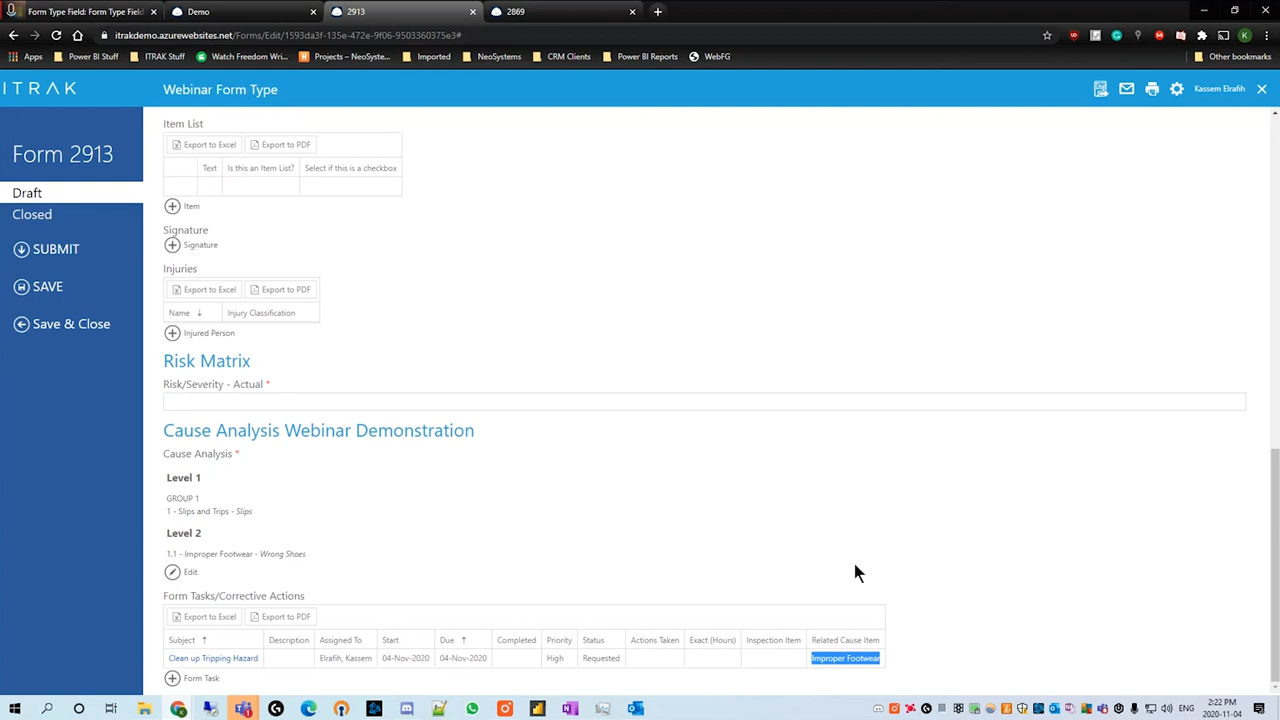 Form Type Field: Form Type Field
Demo
2913
2869
itrakdemo.azurewebsites.net/Forms/Edit/1593da3f-135e-472e-9f06-9503360375e3#
Apps Power BI Stuff ITRAK Stuff Watch Freedom Wri... Projects – NeoSyste... Imported NeoSystems CRM Clients Power BI Reports WebFG Other bookmarks
ITRAK
Webinar Form Type
Kassem Elrafih
Form 2913
Draft
Closed
SUBMIT
SAVE
Save & Close
Item List
Export to Excel Export to PDF
Text Is this an Item List? Select if this is a checkbox
Item
Signature
Signature
Injuries
Export to Excel Export to PDF
Name ↓ Injury Classification
Injured Person
Risk Matrix
Risk/Severity - Actual *
Cause Analysis Webinar Demonstration
Cause Analysis *
Level 1
GROUP 1
1 - Slips and Trips - Slips
Level 2
1.1 - Improper Footwear - Wrong Shoes
Edit
Form Tasks/Corrective Actions
Export to Excel Export to PDF
Subject ↑ Description Assigned To Start Due ↑ Completed Priority Status Actions Taken Exact (Hours) Inspection Item Related Cause Item
Clean up Tripping Hazard Elrafih, Kassem 04-Nov-2020 04-Nov-2020 High Requested Improper Footwear
Form Task
ENG
2:22 PM
2020-11-04